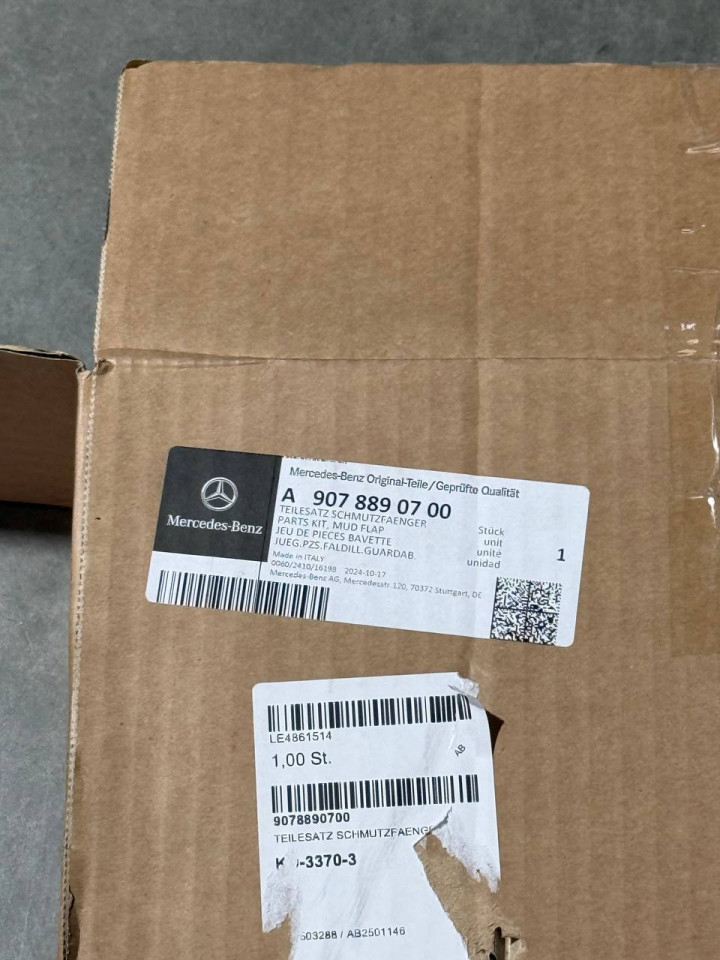 Mercedes-Benz Original-Teile/Geprüfte Qualität
A 907 889 07 00
TEILESATZ SCHMUTZFAENGER
PARTS KIT, MUD FLAP
JEU DE PIECES BAVETTE
JUEG.PZS.FALDILL.GUARDAB.
Stück
unit
unité
unidad
1
Mercedes-Benz
Made in ITALY
0060/2410/16198 2024-10-17
Mercedes-Benz AG, Mercedesstr.120, 70372 Stuttgart, DE
LE4861514
1,00 St.
AB
9078890700
TEILESATZ SCHMUTZFAENGE
-3370-3
503288 / AB2501146